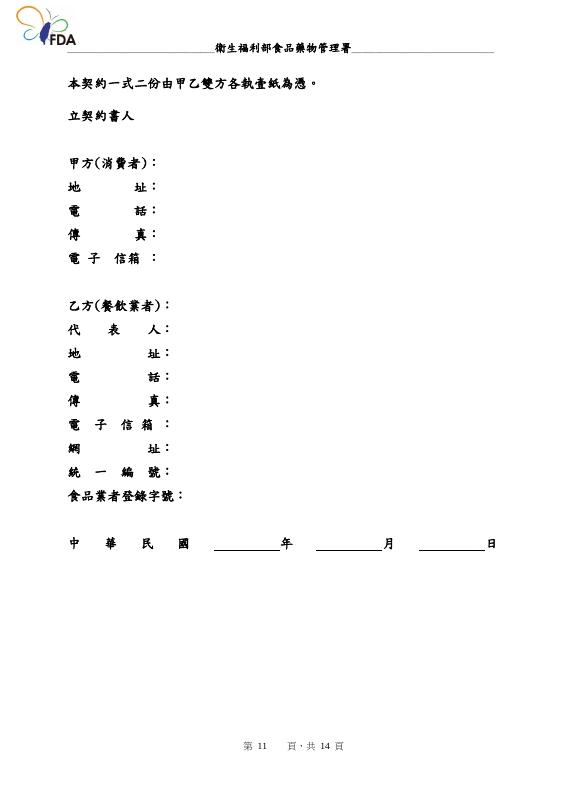 FDA
衛生福利部食品藥物管理署
本契約一式二份由甲乙雙方各執壹紙為憑。
立契約書人
甲方(消費者)：
地址：
電話：
傳真：
電子信箱：
乙方(餐飲業者)：
代表人：
地址：
電話：
傳真：
電子信箱：
網址：
統一編號：
食品業者登錄字號：
中華民國 ________年 ________月 ________日
第 11 頁，共 14 頁